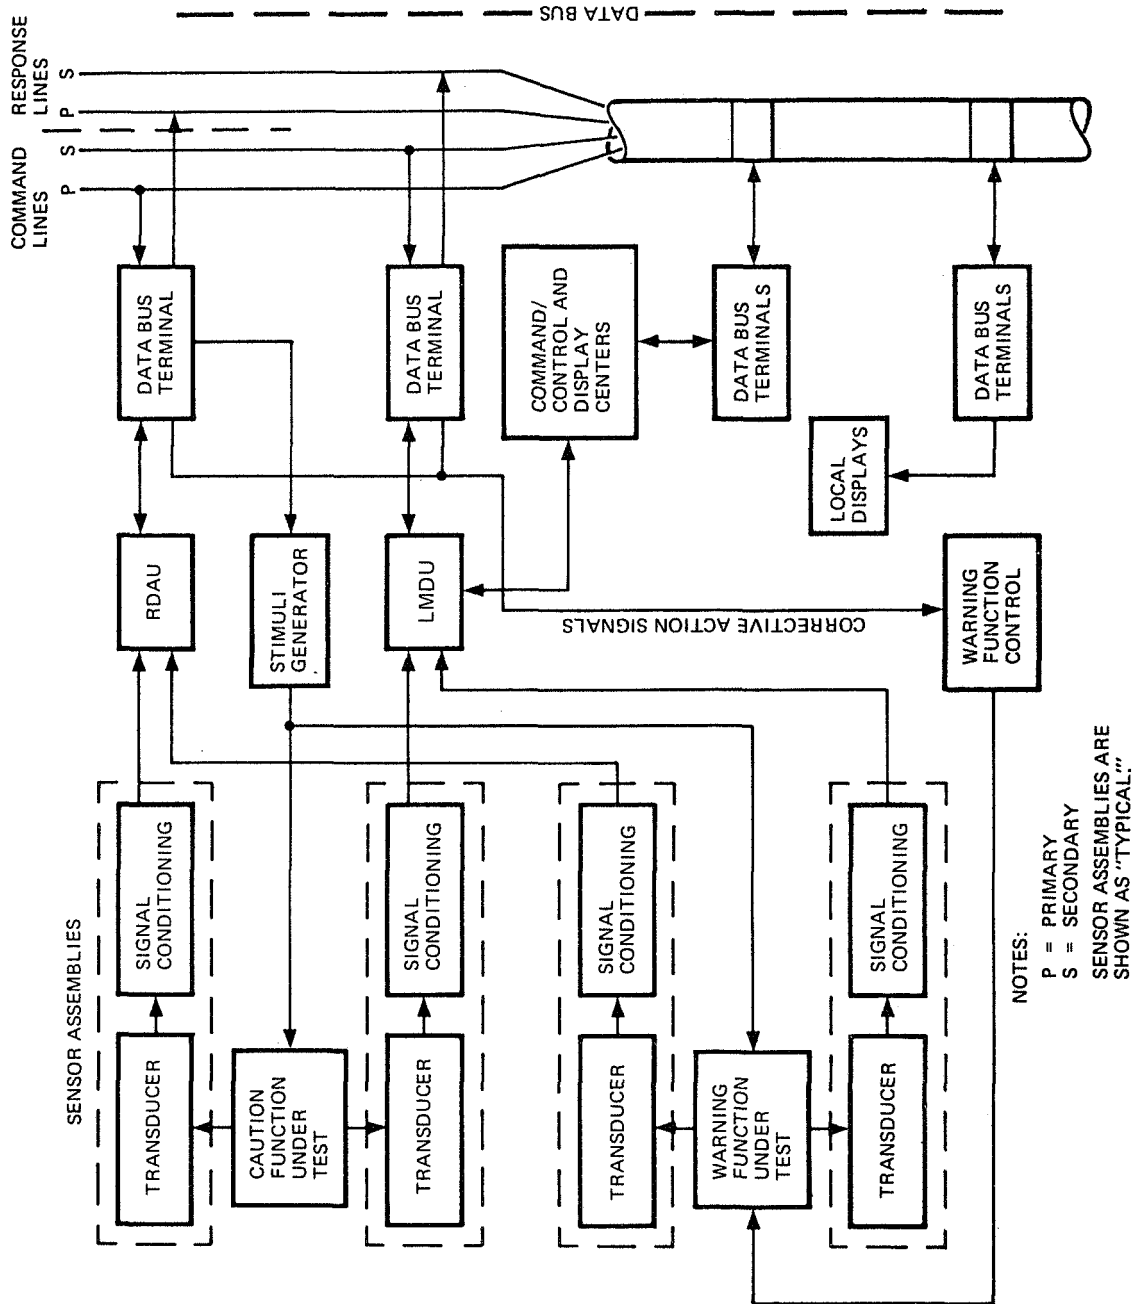 SENSOR ASSEMBLIES
TRANSDUCER
SIGNAL
CONDITIONING
RDAU
DATA BUS
TERMINAL
COMMAND
LINES
P
S
RESPONSE
LINES
P
S
CAUTION
FUNCTION
UNDER
TEST
STIMULI
GENERATOR
TRANSDUCER
SIGNAL
CONDITIONING
LMDU
DATA BUS
TERMINAL
COMMAND/
CONTROL AND
DISPLAY
CENTERS
TRANSDUCER
SIGNAL
CONDITIONING
CORRECTIVE ACTION SIGNALS
WARNING
FUNCTION
UNDER
TEST
DATA BUS
TERMINALS
TRANSDUCER
SIGNAL
CONDITIONING
LOCAL
DISPLAYS
WARNING
FUNCTION
CONTROL
DATA BUS
TERMINALS
DATA BUS
NOTES:
P = PRIMARY
S = SECONDARY
SENSOR ASSEMBLIES ARE
SHOWN AS "TYPICAL."